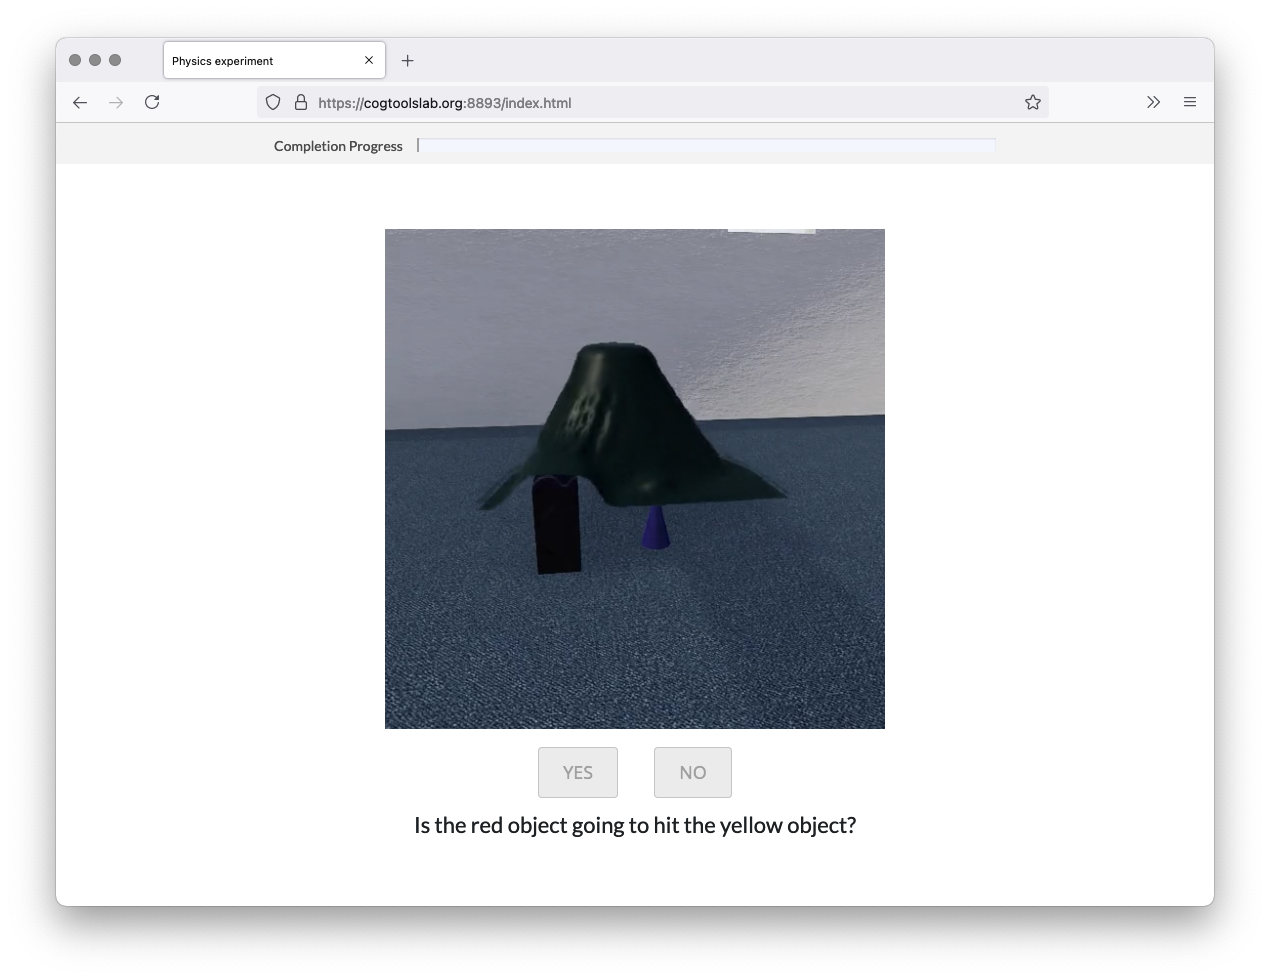 Physics experiment
https://cogtoolslab.org:8893/index.html
Completion Progress
YES
NO
Is the red object going to hit the yellow object?